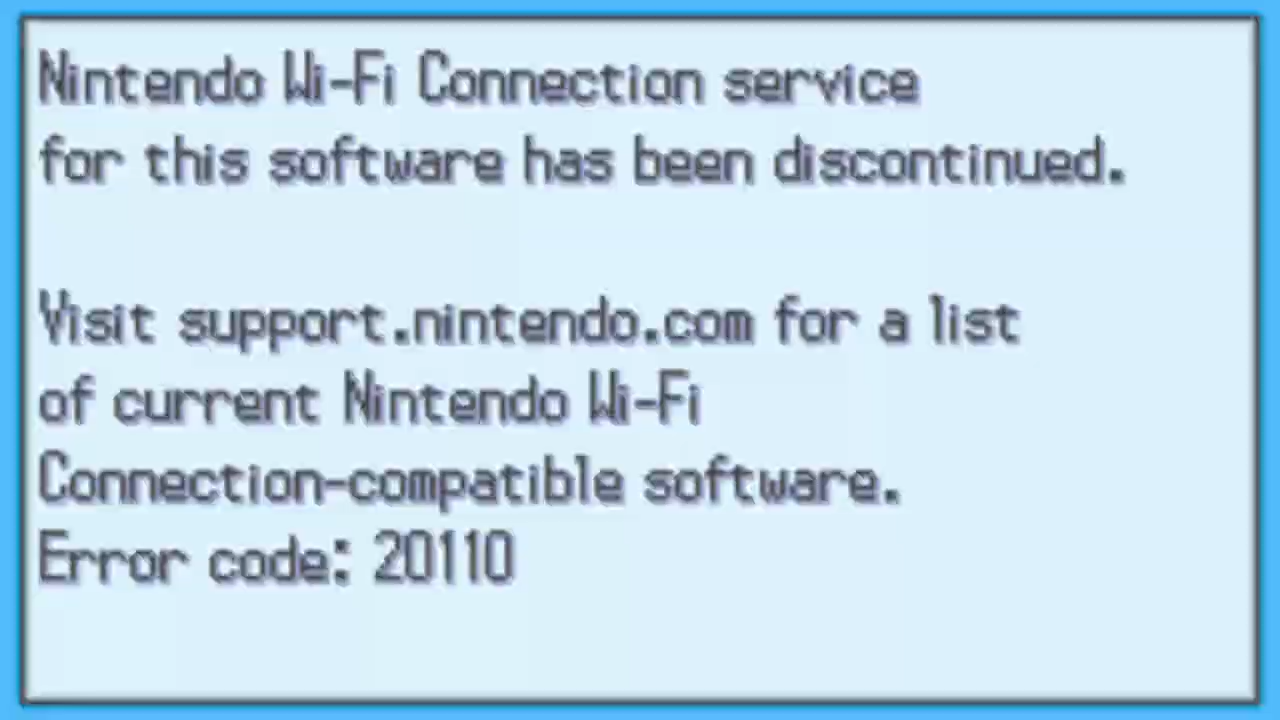 Nintendo Wi-Fi Connection service
for this software has been discontinued.
Visit support.nintendo.com for a list
of current Nintendo Wi-Fi
Connection-compatible software.
Error code: 20110